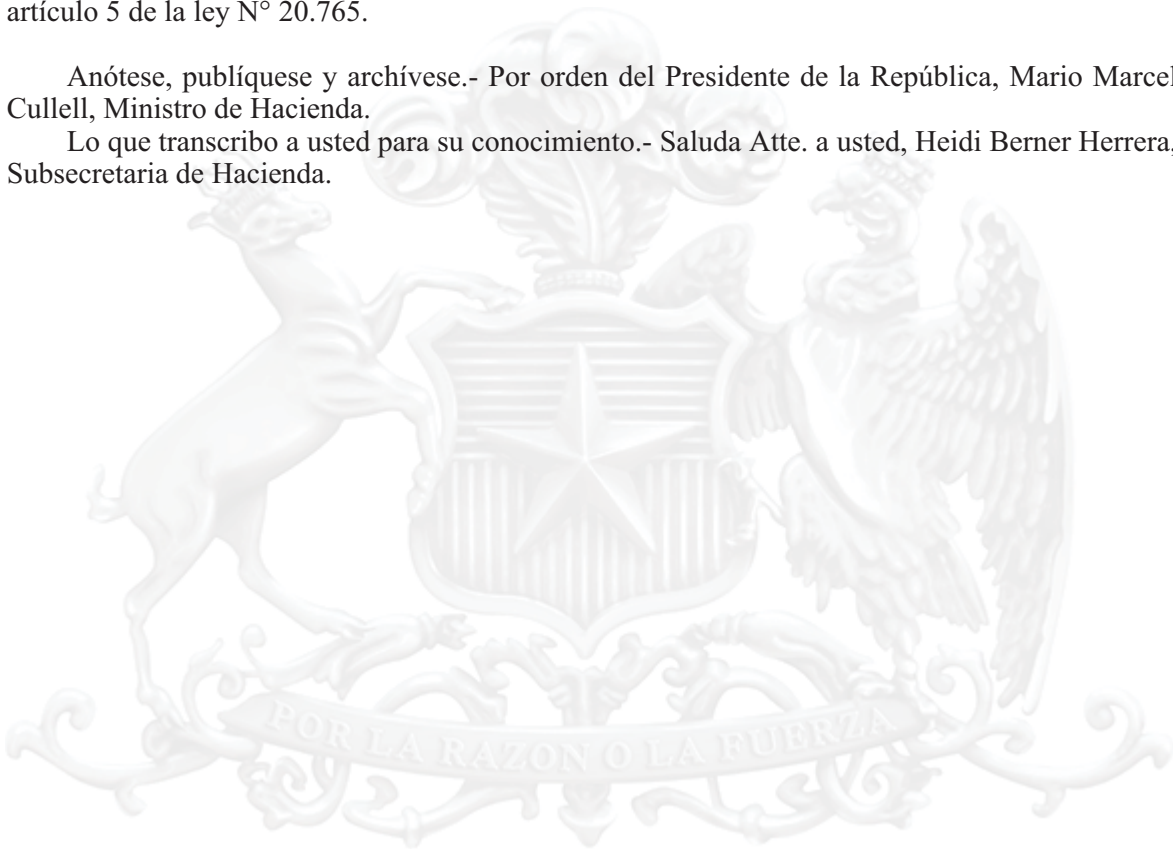 artículo 5 de la ley N° 20.765.
Anótese, publíquese y archívese.- Por orden del Presidente de la República, Mario Marcel
Cullell, Ministro de Hacienda.
Lo que transcribo a usted para su conocimiento.- Saluda Atte. a usted, Heidi Berner Herrera,
Subsecretaria de Hacienda.
POR LA RAZON O LA FUERZA